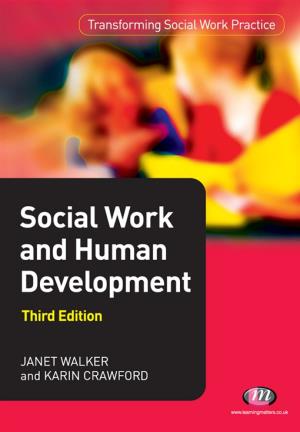 Transforming Social Work Practice
Social Work
and Human
Development
Third Edition
JANET WALKER
and KARIN CRAWFORD
www.learningmatters.co.uk